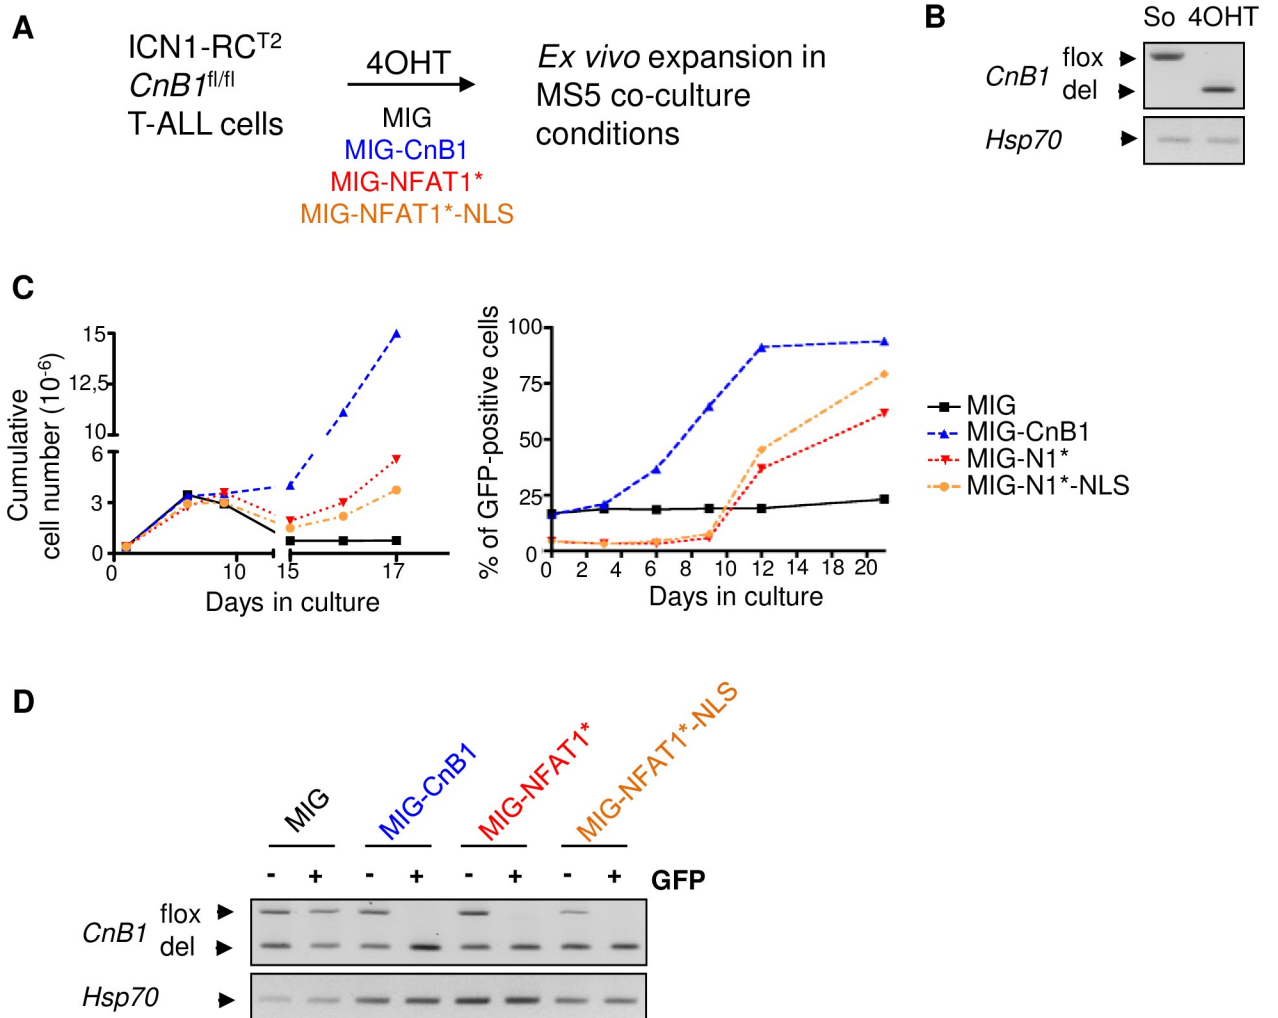 A
ICN1-RCT2
CnB1fl/fl
T-ALL cells
4OHT
MIG
MIG-CnB1
MIG-NFAT1*
MIG-NFAT1*-NLS
Ex vivo expansion in
MS5 co-culture
conditions
B
So 4OHT
CnB1
flox
del
Hsp70
C
Cumulative
cell number (10-6)
15
12,5
10
6
3
0
0 10 15 17
Days in culture
% of GFP-positive cells
100
75
50
25
0
0 2 4 6 8 10 12 14 18 20
Days in culture
MIG
MIG-CnB1
MIG-N1*
MIG-N1*-NLS
D
MIG
MIG-CnB1
MIG-NFAT1*
MIG-NFAT1*-NLS
- + - + - + - + GFP
CnB1
flox
del
Hsp70